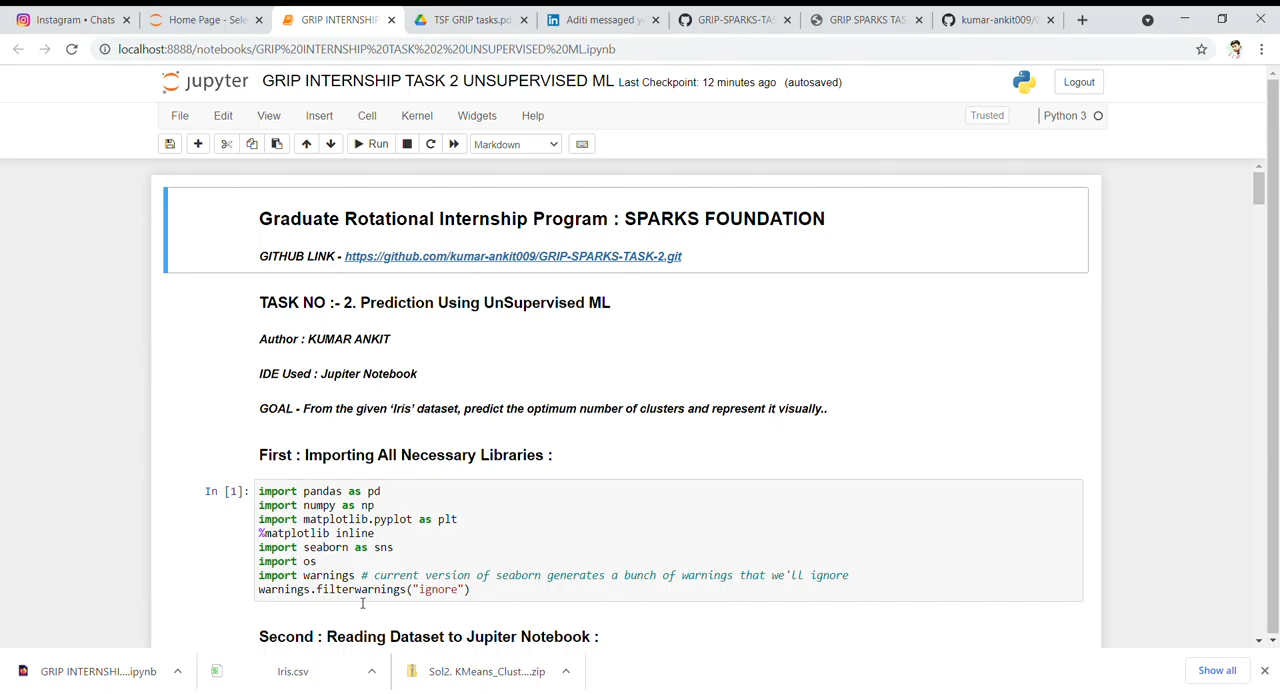 Instagram • Chats
Home Page - Sele
GRIP INTERNSHIP
TSF GRIP tasks.pd
Aditi messaged y
GRIP-SPARKS-TAS
GRIP SPARKS TAS
kumar-ankit009/G
localhost:8888/notebooks/GRIP%20INTERNSHIP%20TASK%202%20UNSUPERVISED%20ML.ipynb
jupyter GRIP INTERNSHIP TASK 2 UNSUPERVISED ML Last Checkpoint: 12 minutes ago (autosaved)
Logout
File Edit View Insert Cell Kernel Widgets Help
Trusted
Python 3
Run
Markdown
Graduate Rotational Internship Program : SPARKS FOUNDATION
GITHUB LINK - https://github.com/kumar-ankit009/GRIP-SPARKS-TASK-2.git
TASK NO :- 2. Prediction Using UnSupervised ML
Author : KUMAR ANKIT
IDE Used : Jupiter Notebook
GOAL - From the given ‘Iris’ dataset, predict the optimum number of clusters and represent it visually..
First : Importing All Necessary Libraries :
In [1]: import pandas as pd
import numpy as np
import matplotlib.pyplot as plt
%matplotlib inline
import seaborn as sns
import os
import warnings # current version of seaborn generates a bunch of warnings that we'll ignore
warnings.filterwarnings("ignore")
Second : Reading Dataset to Jupiter Notebook :
GRIP INTERNSHI....ipynb
Iris.csv
Sol2. KMeans_Clust....zip
Show all